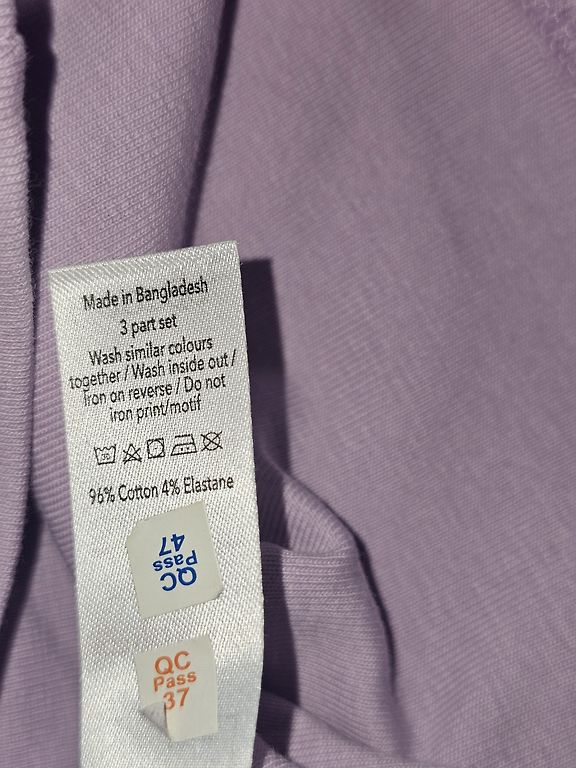 Made in Bangladesh
3 part set
Wash similar colours
together / Wash inside out /
Iron on reverse / Do not
iron print/motif
30
96% Cotton 4% Elastane
QC
Pass
47
QC
Pass
37